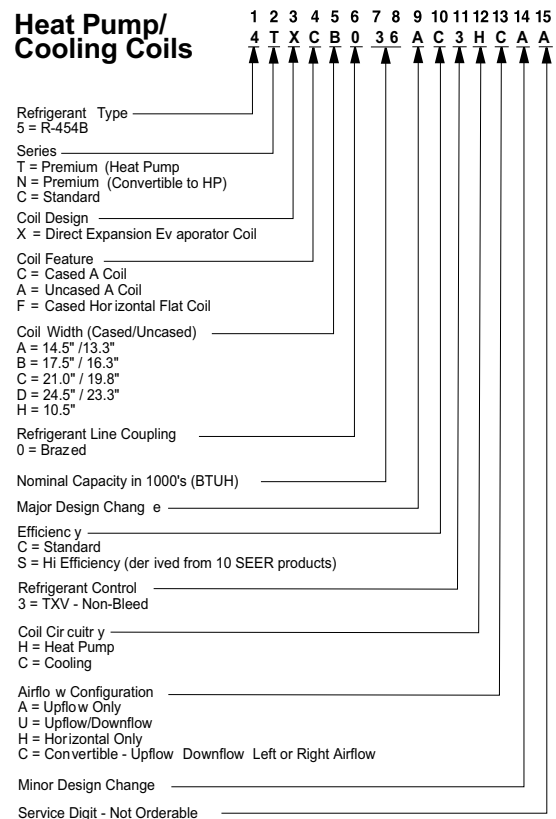 Heat Pump/
Cooling Coils
1 2 3 4 5 6 7 8 9 10 11 12 13 14 15
4 T X C B 0 3 6 A C 3 H C A A
Refrigerant Type
5 = R-454B
Series
T = Premium (Heat Pump
N = Premium (Convertible to HP)
C = Standard
Coil Design
X = Direct Expansion Ev aporator Coil
Coil Feature
C = Cased A Coil
A = Uncased A Coil
F = Cased Hor izontal Flat Coil
Coil Width (Cased/Uncased)
A = 14.5" /13.3"
B = 17.5" / 16.3"
C = 21.0" / 19.8"
D = 24.5" / 23.3"
H = 10.5"
Refrigerant Line Coupling
0 = Brazed
Nominal Capacity in 1000's (BTUH)
Major Design Chang e
Efficienc y
C = Standard
S = Hi Efficiency (der ived from 10 SEER products)
Refrigerant Control
3 = TXV - Non-Bleed
Coil Cir cuitr y
H = Heat Pump
C = Cooling
Airflo w Configuration
A = Upflow Only
U = Upflow/Downflow
H = Horizontal Only
C = Convertible - Upflow Downflow Left or Right Airflow
Minor Design Change
Service Digit - Not Orderable